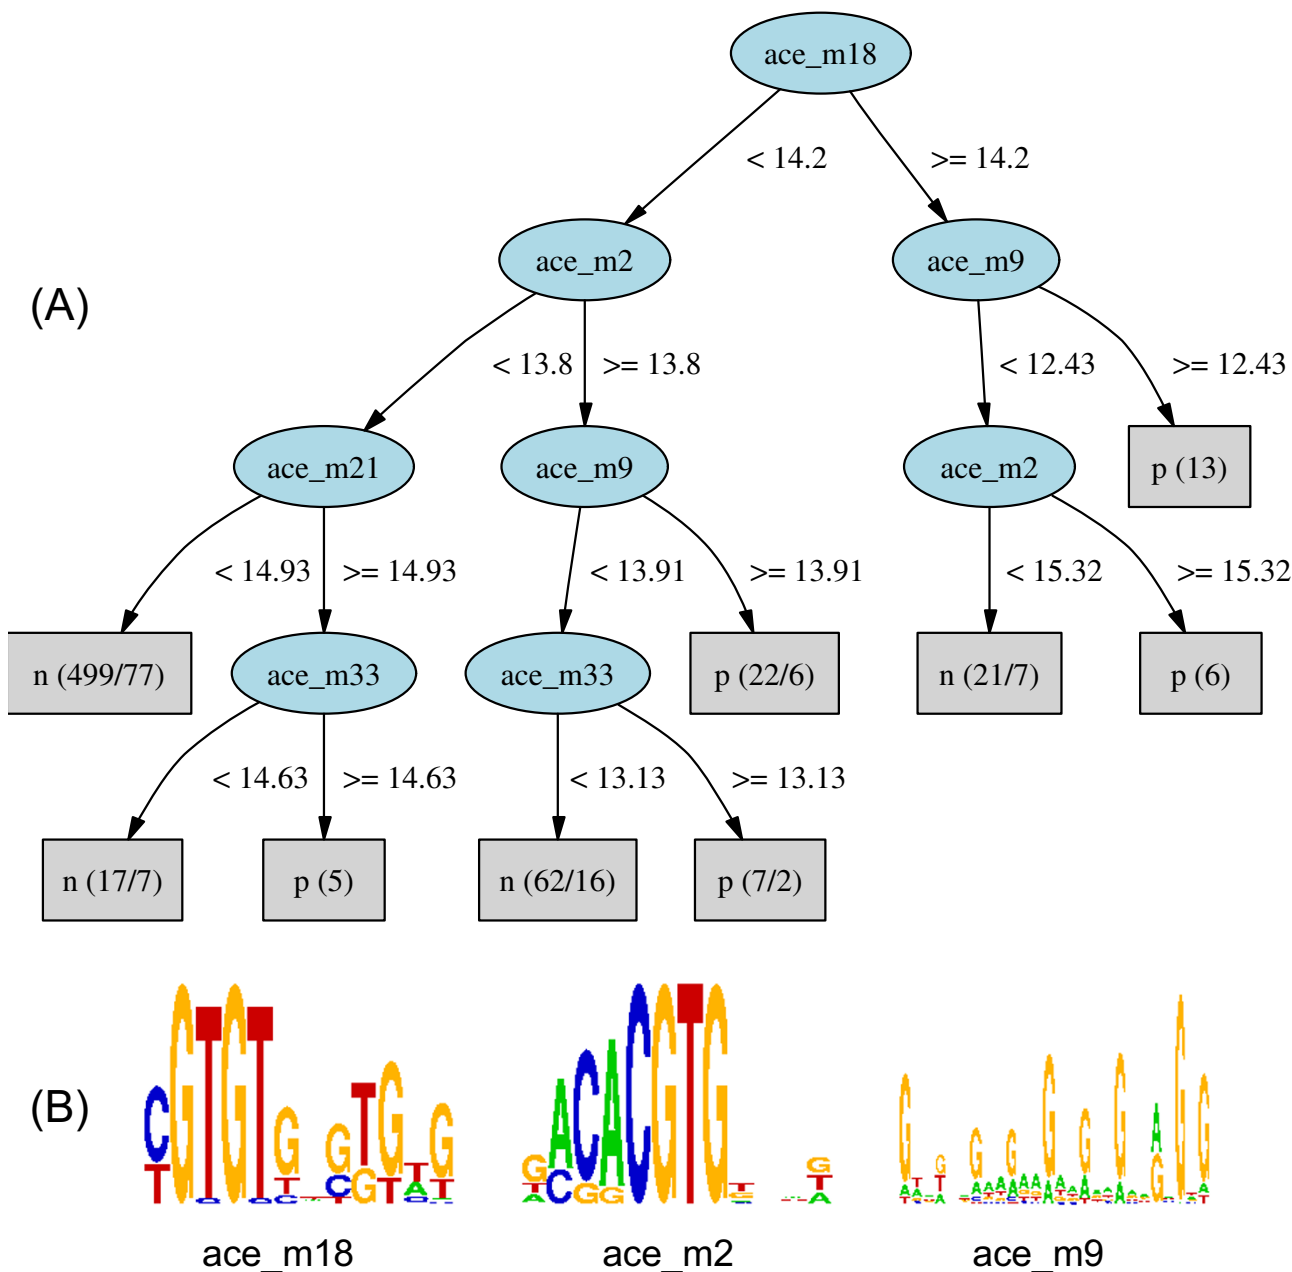 ace_m18
< 14.2 >= 14.2
ace_m2 ace_m9
(A)
< 13.8 >= 13.8 < 12.43 >= 12.43
ace_m21 ace_m9 ace_m2 p (13)
< 14.93 >= 14.93 < 13.91 >= 13.91 < 15.32 >= 15.32
n (499/77) ace_m33 ace_m33 p (22/6) n (21/7) p (6)
< 14.63 >= 14.63 < 13.13 >= 13.13
n (17/7) p (5) n (62/16) p (7/2)
(B)
ace_m18 ace_m2 ace_m9